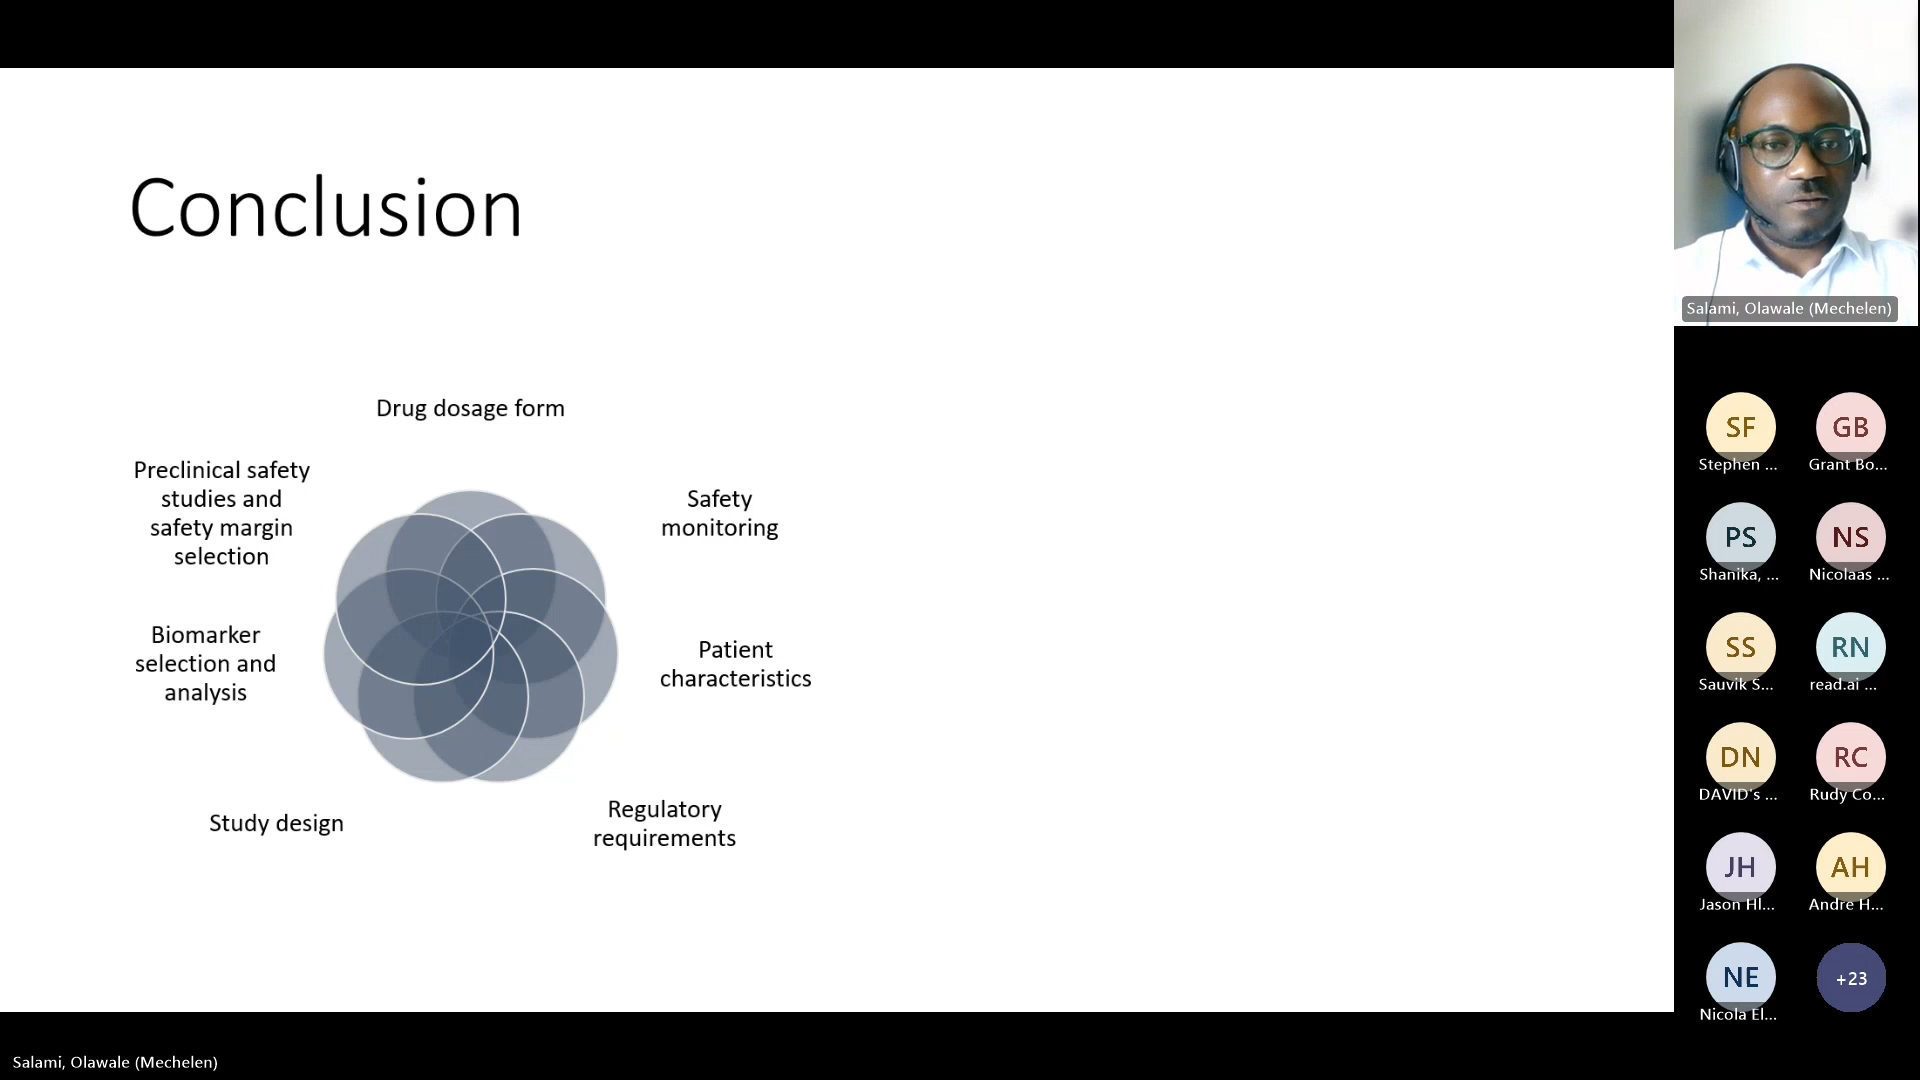 Conclusion
Drug dosage form
Preclinical safety
studies and
safety margin
selection
Safety
monitoring
Biomarker
selection and
analysis
Patient
characteristics
Study design
Regulatory
requirements
Salami, Olawale (Mechelen)
SF
Stephen ...
GB
Grant Bo...
PS
Shanika, ...
NS
Nicolaas ...
SS
Sauvik S...
RN
read.ai ...
DN
DAVID's ...
RC
Rudy Co...
JH
Jason Hl...
AH
Andre H...
NE
Nicola El...
+23
Salami, Olawale (Mechelen)